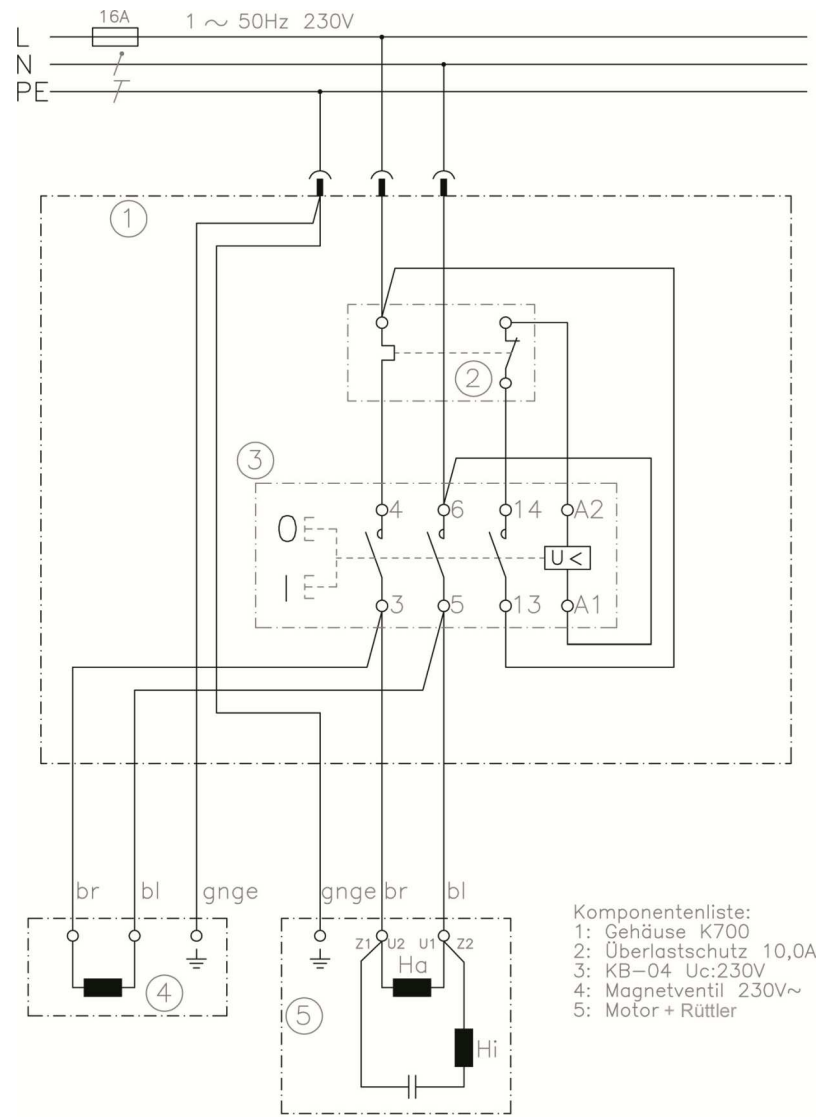 16A 1 ~ 50Hz 230V
L
N
PE
1
2
3
0 4 6 14 A2
U<
I 3 5 13 A1
br bl gnge gnge br bl
Z1 U2 U1 Z2
Ha
4
5
Hi
Komponentenliste:
1: Gehäuse K700
2: Überlastschutz 10,0A
3: KB-04 Uc:230V
4: Magnetventil 230V~
5: Motor + Rüttler